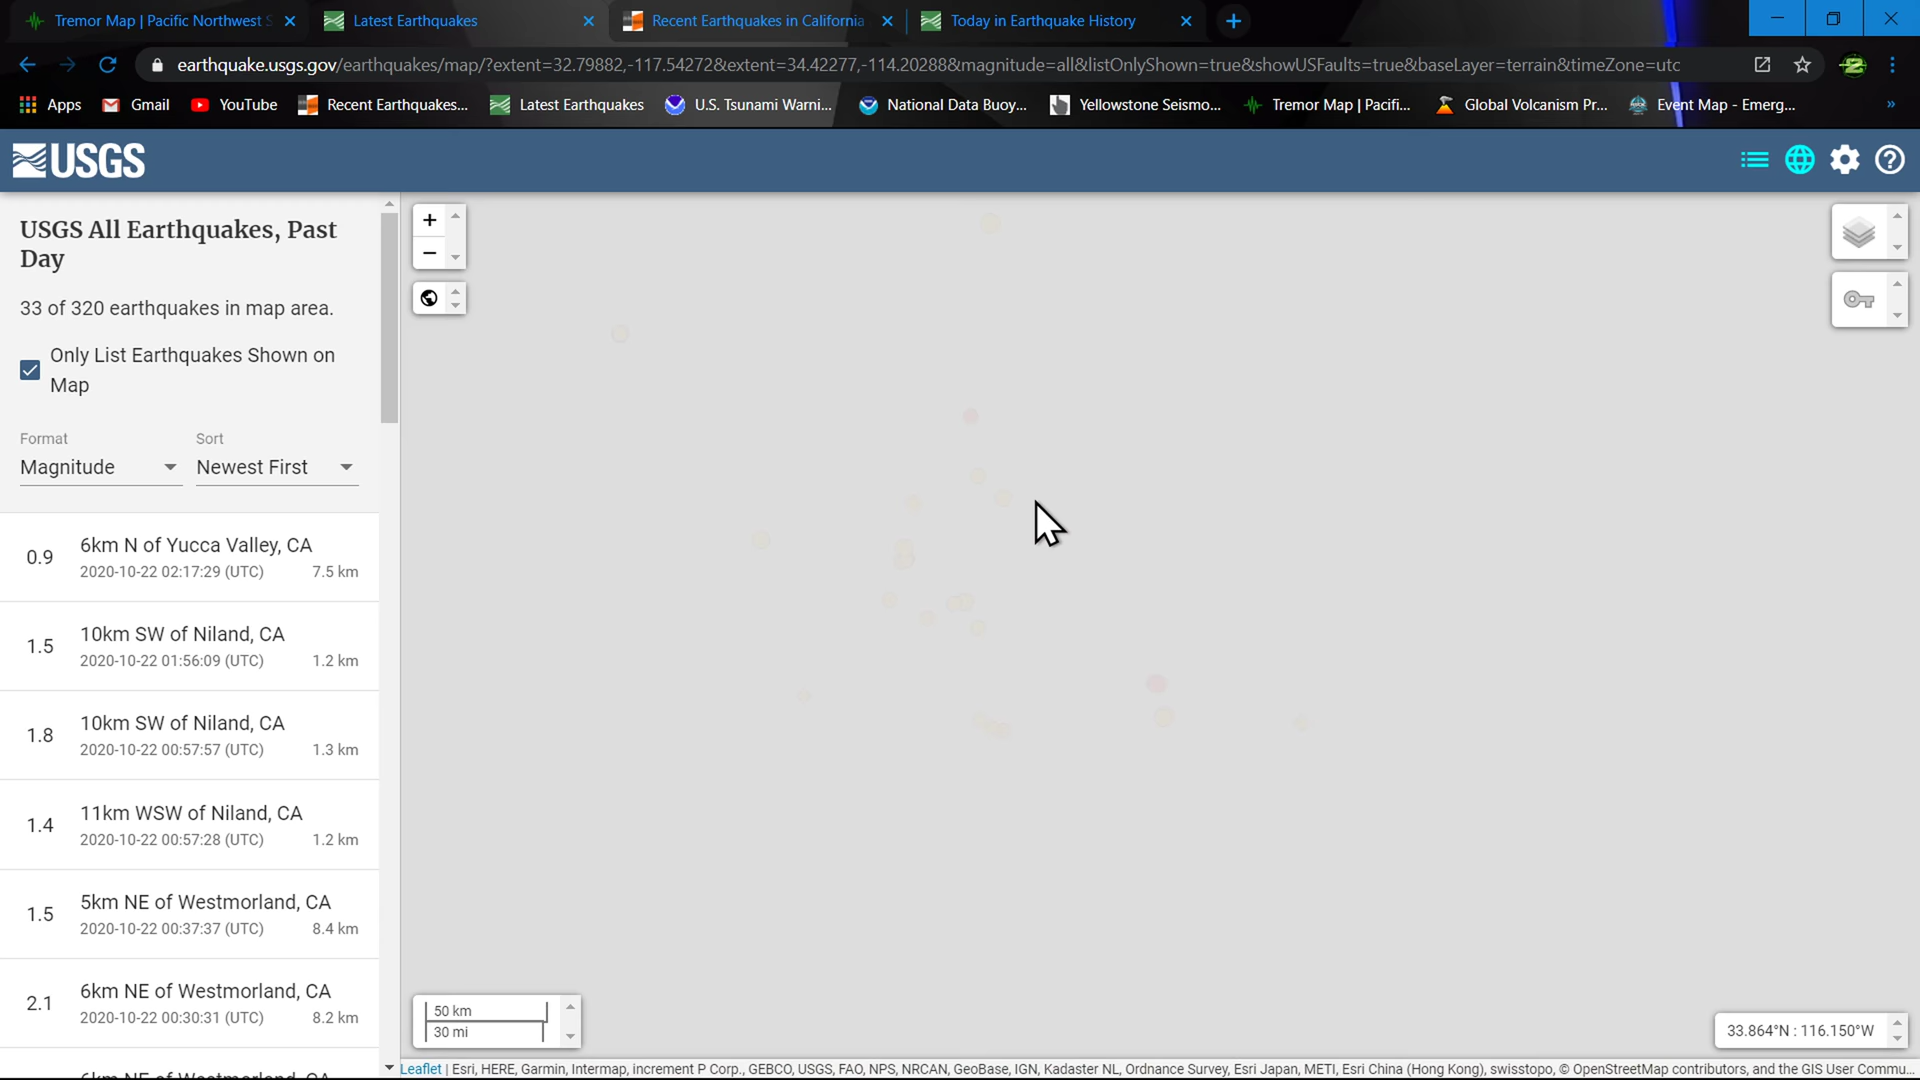 Tremor Map | Pacific Northwest S
Latest Earthquakes
Recent Earthquakes in California
Today in Earthquake History
earthquake.usgs.gov/earthquakes/map/?extent=32.79882,-117.54272&extent=34.42277,-114.20288&magnitude=all&listOnlyShown=true&showUSFaults=true&baseLayer=terrain&timeZone=utc
Apps
Gmail
YouTube
Recent Earthquakes...
Latest Earthquakes
U.S. Tsunami Warni...
National Data Buoy...
Yellowstone Seismo...
Tremor Map | Pacifi...
Global Volcanism Pr...
Event Map - Emerg...
»
USGS
USGS All Earthquakes, Past
Day
33 of 320 earthquakes in map area.
Only List Earthquakes Shown on
Map
Format
Sort
Magnitude
Newest First
0.9
6km N of Yucca Valley, CA
2020-10-22 02:17:29 (UTC)
7.5 km
1.5
10km SW of Niland, CA
2020-10-22 01:56:09 (UTC)
1.2 km
1.8
10km SW of Niland, CA
2020-10-22 00:57:57 (UTC)
1.3 km
1.4
11km WSW of Niland, CA
2020-10-22 00:57:28 (UTC)
1.2 km
1.5
5km NE of Westmorland, CA
2020-10-22 00:37:37 (UTC)
8.4 km
2.1
6km NE of Westmorland, CA
2020-10-22 00:30:31 (UTC)
8.2 km
6km NE of Westmorland, CA
+
−
50 km
30 mi
33.864°N : 116.150°W
Leaflet | Esri, HERE, Garmin, Intermap, increment P Corp., GEBCO, USGS, FAO, NPS, NRCAN, GeoBase, IGN, Kadaster NL, Ordnance Survey, Esri Japan, METI, Esri China (Hong Kong), swisstopo, © OpenStreetMap contributors, and the GIS User Commu...